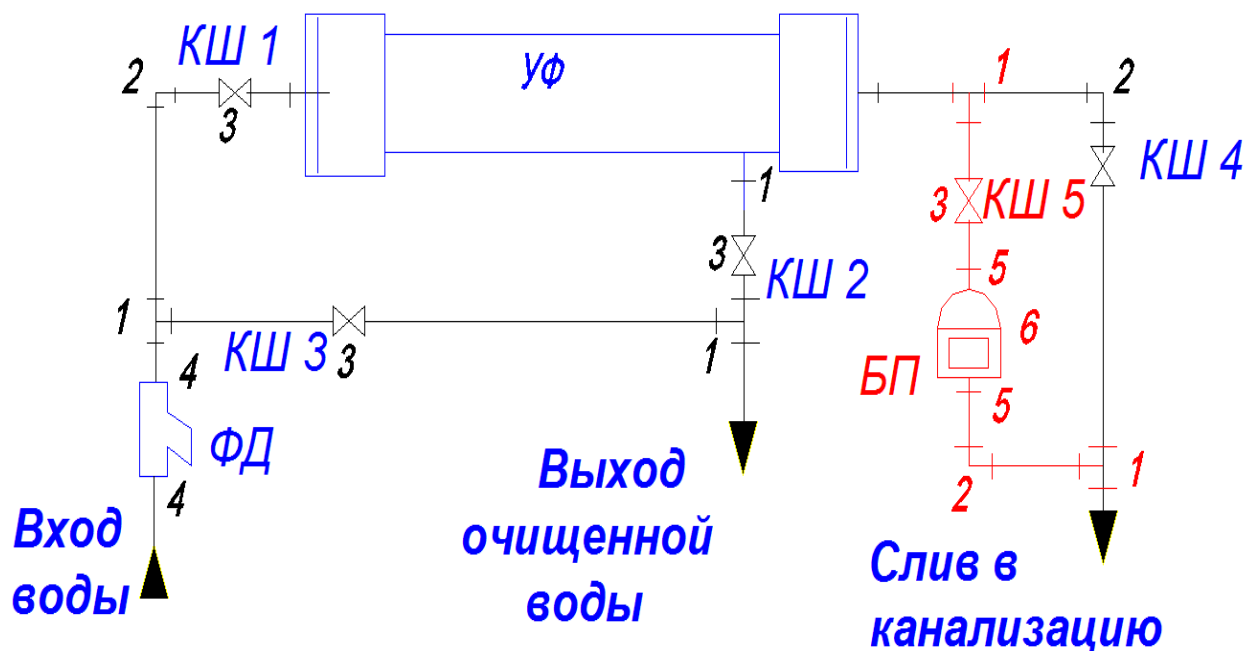 КШ 1
УФ
1
2
2
3
КШ 4
1
3
КШ 5
3
КШ 2
5
1
6
КШ 3
3
1
4
БП
5
ФД
4
2
1
Выход
очищенной
воды
Вход
воды
Слив в
канализацию